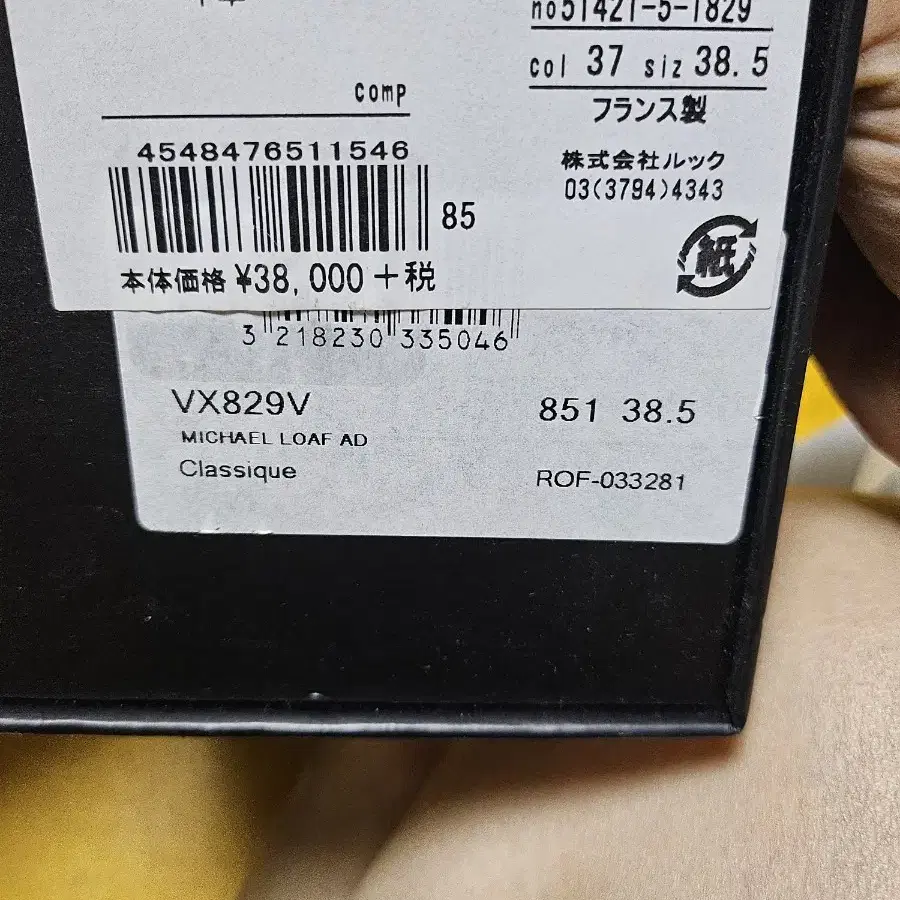 no51421-5-1829
col 37 siz 38.5
フランス製
comp
4548476511546
85
株式会社ルック
03(3794)4343
紙
本体価格 ¥38,000+税
3 218230 335046
VX829V
851 38.5
MICHAEL LOAF AD
Classique
ROF-033281